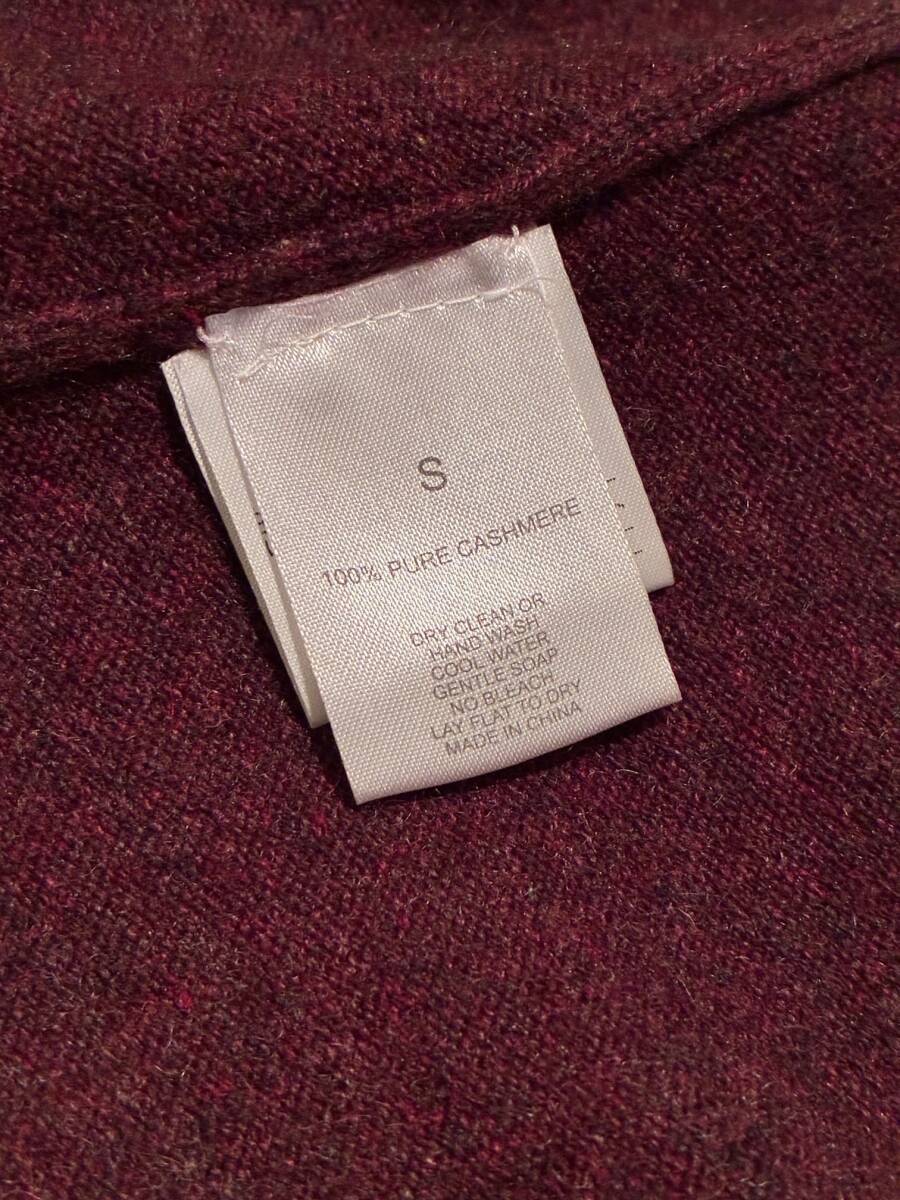 S
100% PURE CASHMERE
DRY CLEAN OR
HAND WASH
COOL WATER
GENTLE SOAP
NO BLEACH
LAY FLAT TO DRY
MADE IN CHINA